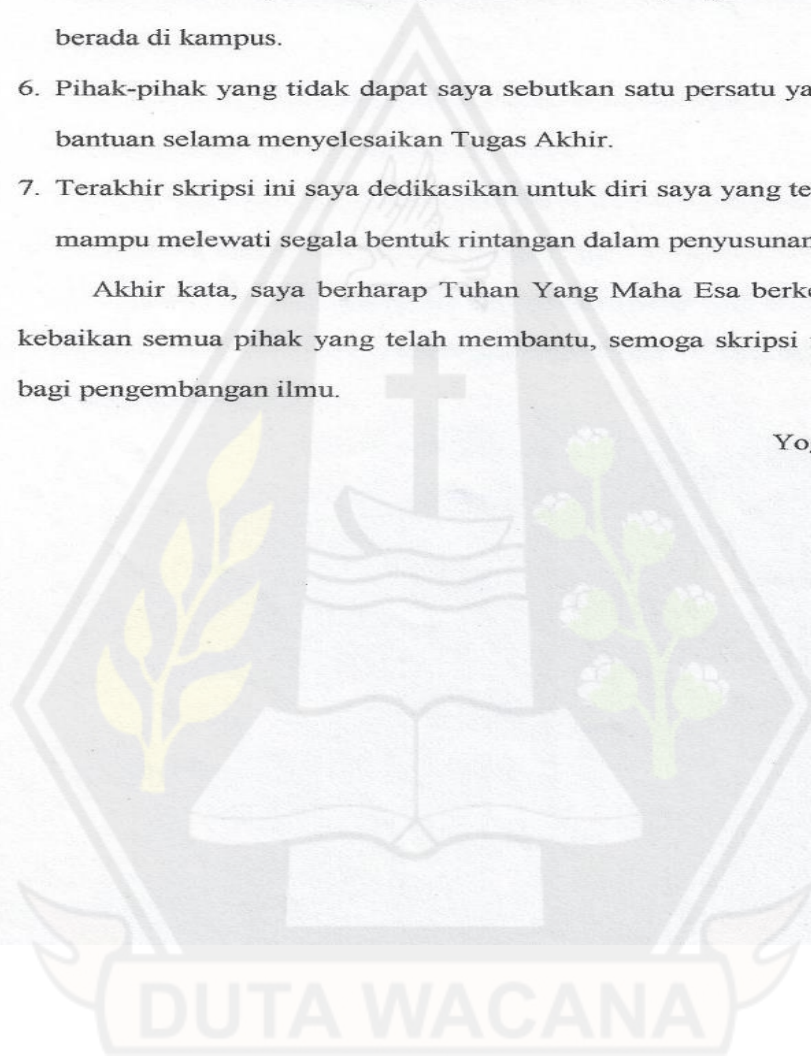 berada di kampus.
6. Pihak-pihak yang tidak dapat saya sebutkan satu persatu ya
bantuan selama menyelesaikan Tugas Akhir.
7. Terakhir skripsi ini saya dedikasikan untuk diri saya yang te
mampu melewati segala bentuk rintangan dalam penyusunan
Akhir kata, saya berharap Tuhan Yang Maha Esa berke
kebaikan semua pihak yang telah membantu, semoga skripsi
bagi pengembangan ilmu.
Yog
DUTA WACANA